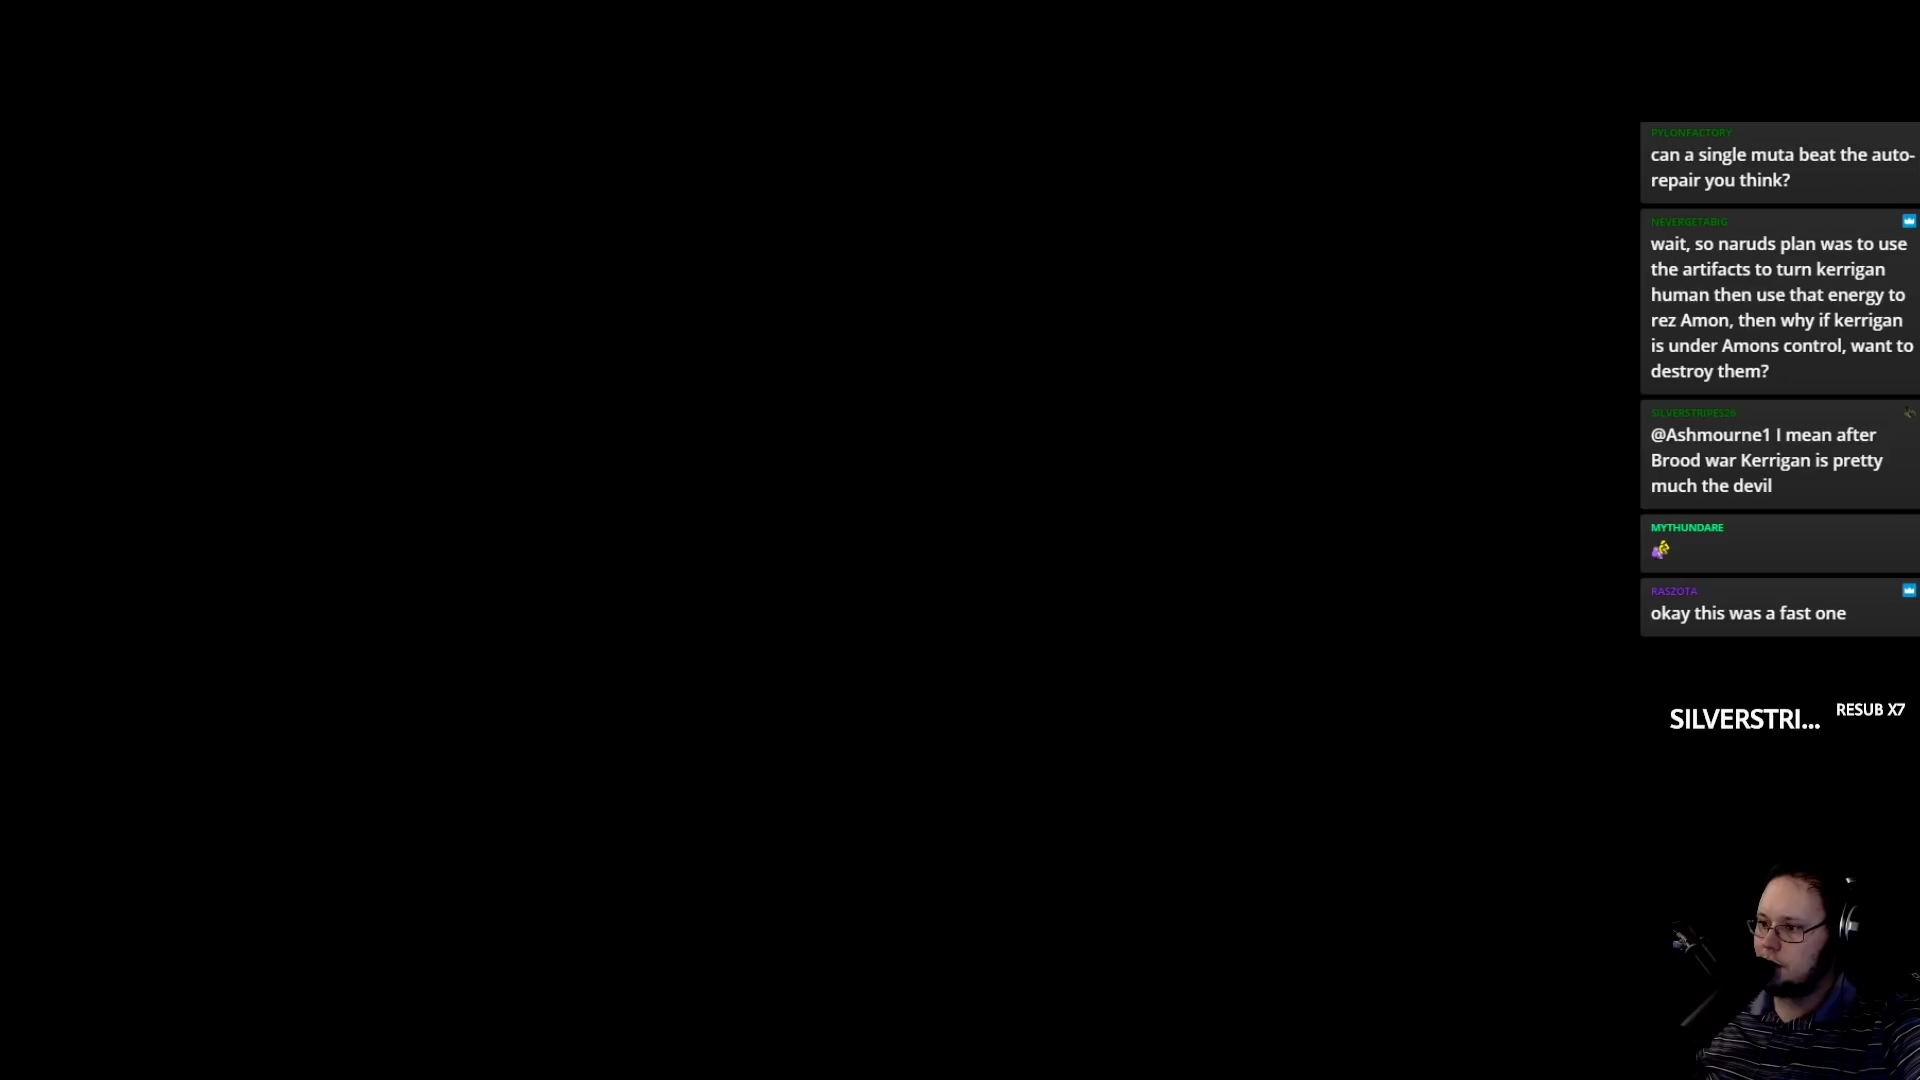 PYLONFACTORY
can a single muta beat the auto-
repair you think?
NEVERGETABIG
wait, so naruds plan was to use
the artifacts to turn kerrigan
human then use that energy to
rez Amon, then why if kerrigan
is under Amons control, want to
destroy them?
SILVERSTRIPES26
@Ashmourne1 I mean after
Brood war Kerrigan is pretty
much the devil
MYTHUNDARE
RASZOTA
okay this was a fast one
SILVERSTRI... RESUB X7